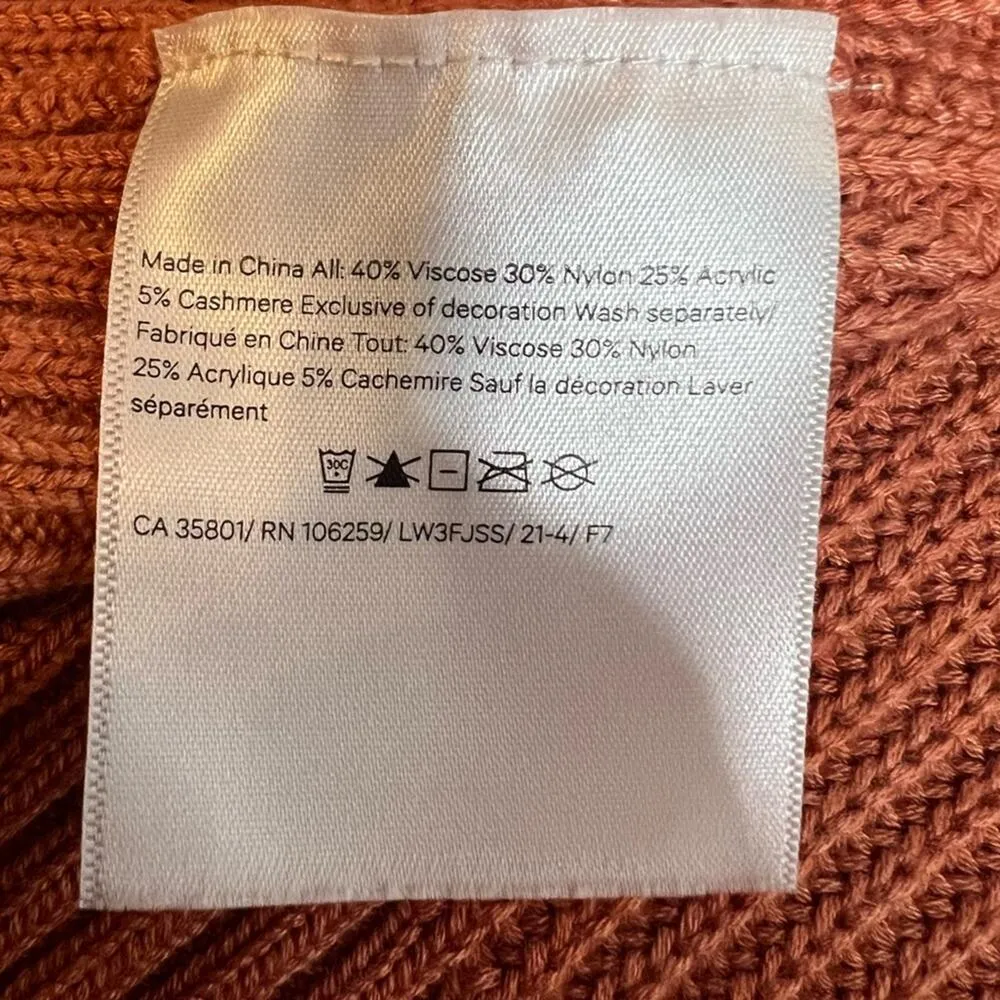 Made in China All: 40% Viscose 30% Nylon 25% Acrylic
5% Cashmere Exclusive of decoration Wash separately/
Fabriqué en Chine Tout: 40% Viscose 30% Nylon
25% Acrylique 5% Cachemire Sauf la décoration Laver
séparément
30C
CA 35801/ RN 106259/ LW3FJSS/ 21-4/ F7